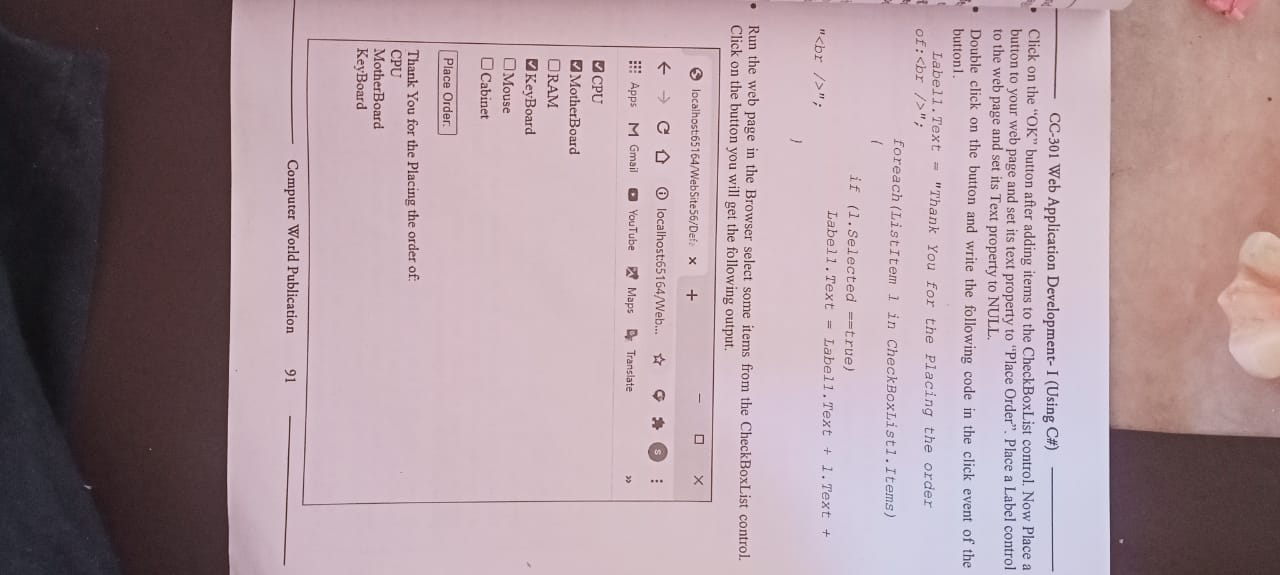 CC-301 Web Application Development- I (Using C#)
• Click on the "OK" button after adding items to the CheckBoxList control. Now Place a
button to your web page and set its text property to "Place Order". Place a Label control
to the web page and set its Text property to NULL.
• Double click on the button and write the following code in the click event of the
button1.
Label1.Text = "Thank You for the Placing the order
of:<br />";
foreach(ListItem l in CheckBoxList1.Items)
{
if (l.Selected ==true)
Label1.Text = Label1.Text + l.Text +
"<br />";
}
• Run the web page in the Browser select some items from the CheckBoxList control.
Click on the button you will get the following output.
localhost:65164/WebSite56/Defa
localhost:65164/Web...
S
Apps Gmail YouTube Maps Translate »
CPU
MotherBoard
RAM
KeyBoard
Mouse
Cabinet
Place Order:
Thank You for the Placing the order of:
CPU
MotherBoard
KeyBoard
Computer World Publication 91